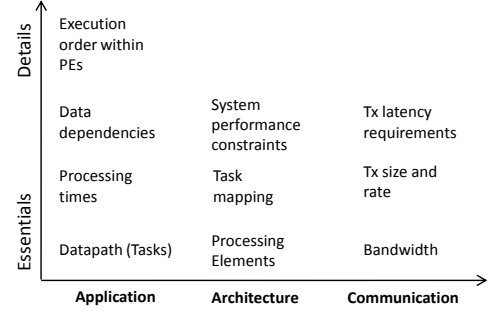 Details
Essentials
Execution
order within
PEs
Data
dependencies
System
performance
constraints
Tx latency
requirements
Processing
times
Task
mapping
Tx size and
rate
Datapath (Tasks)
Processing
Elements
Bandwidth
Application
Architecture
Communication